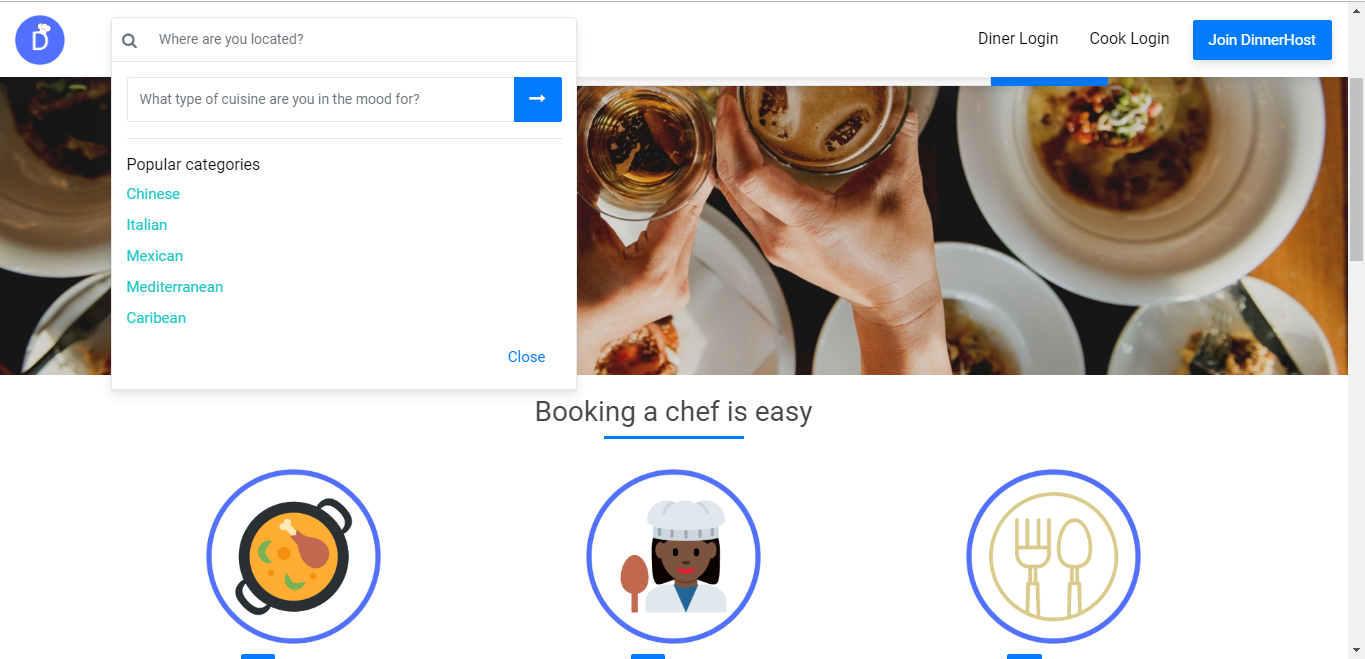 D
Where are you located?
Diner Login
Cook Login
Join DinnerHost
What type of cuisine are you in the mood for?
Popular categories
Chinese
Italian
Mexican
Mediterranean
Caribean
Close
Booking a chef is easy